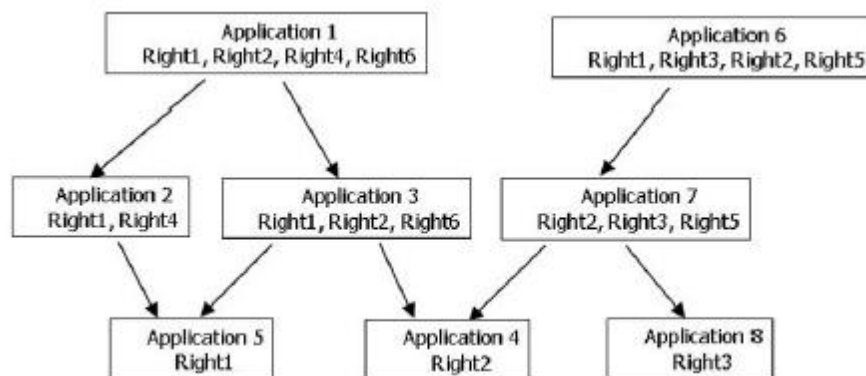 Application 1
Right1, Right2, Right4, Right6
Application 6
Right1, Right3, Right2, Right5
Application 2
Right1, Right4
Application 3
Right1, Right2, Right6
Application 7
Right2, Right3, Right5
Application 5
Right1
Application 4
Right2
Application 8
Right3